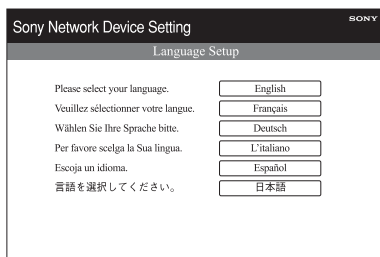 Sony Network Device Setting
SONY
Language Setup
Please select your language. English
Veuillez sélectionner votre langue. Français
Wählen Sie Ihre Sprache bitte. Deutsch
Per favore scelga la Sua lingua. L'italiano
Escoja un idioma. Español
言語を選択してください。 日本語